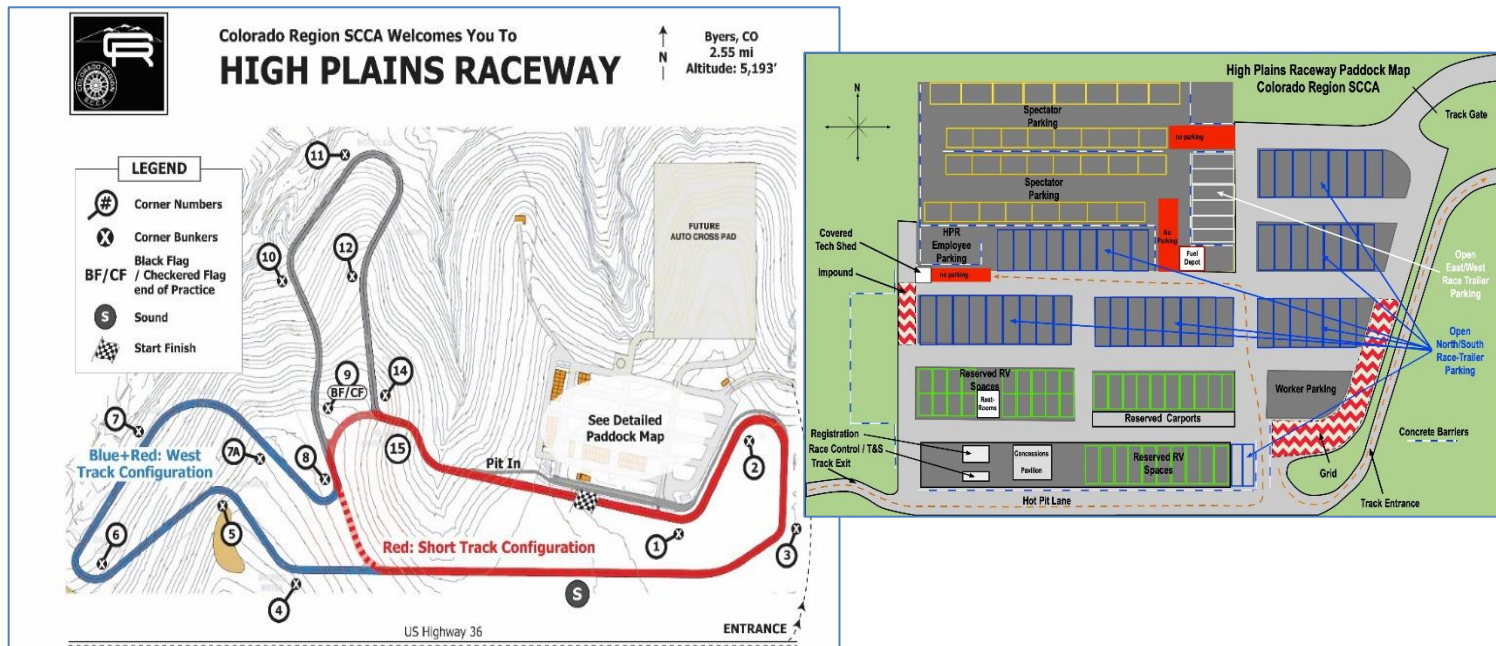 Colorado Region SCCA Welcomes You To
HIGH PLAINS RACEWAY
N
Byers, CO
2.55 mi
Altitude: 5,193'
CR
COLORADO REGION
S.C.C.A.
LEGEND
#
Corner Numbers
X
Corner Bunkers
BF/CF
Black Flag
/ Checkered Flag
end of Practice
S
Sound
Start Finish
11
10
12
9
BF/CF
14
7
7A
8
15
6
5
4
1
2
3
S
FUTURE
AUTO CROSS PAD
See Detailed
Paddock Map
Pit In
Blue+Red: West
Track Configuration
Red: Short Track Configuration
US Highway 36
ENTRANCE
High Plains Raceway Paddock Map
Colorado Region SCCA
N
Track Gate
Spectator
Parking
no parking
Spectator
Parking
HPR
Employee
Parking
No
Parking
Fuel
Depot
Covered
Tech Shed
no parking
Impound
Open
East/West
Race Trailer
Parking
Open
North/South
Race-Trailer
Parking
Reserved RV
Spaces
Rest-
Rooms
Reserved Carports
Worker Parking
Concrete Barriers
Registration
Race Control / T&S
Track Exit
Concessions
Pavilion
Reserved RV
Spaces
Grid
Hot Pit Lane
Track Entrance